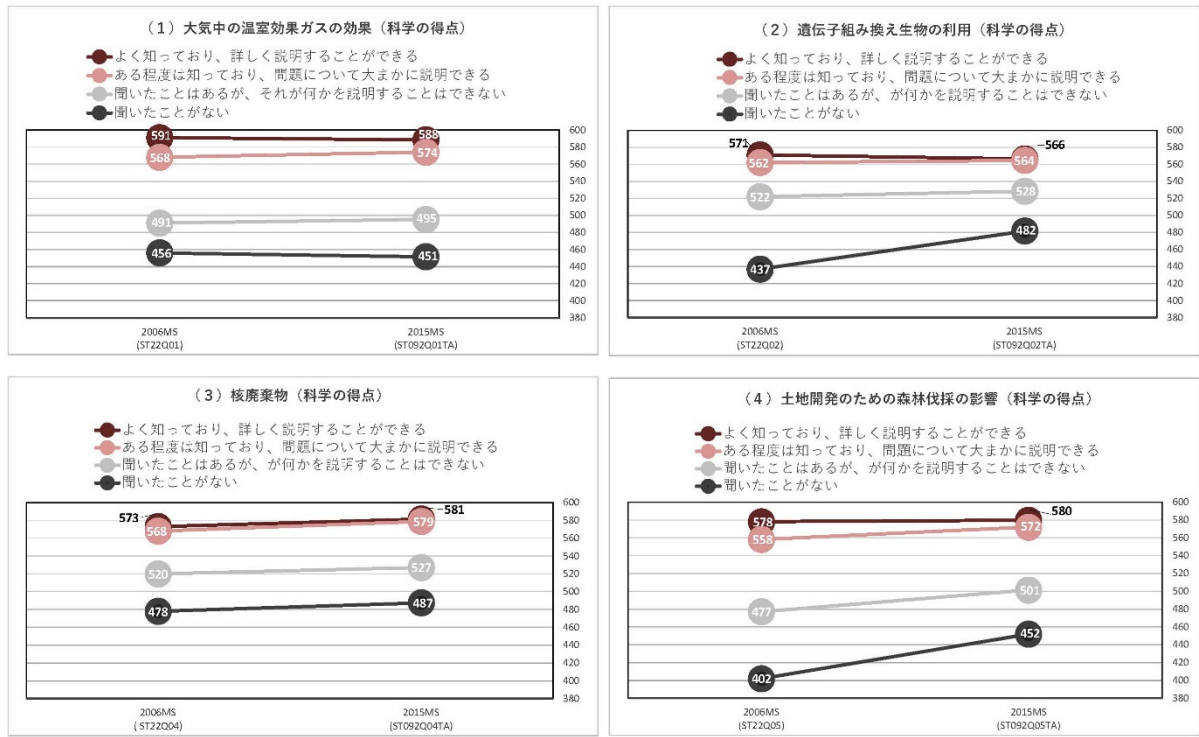 (1)大気中の温室効果ガスの効果(科学の得点)
よく知っており、詳しく説明することができる
ある程度は知っており、問題について大まかに説明できる
聞いたことはあるが、それが何かを説明することはできない
聞いたことがない
600
580
560
540
520
500
480
460
440
420
400
380
591
588
568
574
491
495
456
451
2006MS
(ST22Q01)
2015MS
(ST092Q01TA)
(2)遺伝子組み換え生物の利用(科学の得点)
よく知っており、詳しく説明することができる
ある程度は知っており、問題について大まかに説明できる
聞いたことはあるが、が何かを説明することはできない
聞いたことがない
600
580
560
540
520
500
480
460
440
420
400
380
571
566
562
564
522
528
437
482
2006MS
(ST22Q02)
2015MS
(ST092Q02TA)
(3)核廃棄物(科学の得点)
よく知っており、詳しく説明することができる
ある程度は知っており、問題について大まかに説明できる
聞いたことはあるが、が何かを説明することはできない
聞いたことがない
600
580
560
540
520
500
480
460
440
420
400
380
573
581
568
579
520
527
478
487
2006MS
( ST22Q04)
2015MS
(ST092Q04TA)
(4)土地開発のための森林伐採の影響(科学の得点)
よく知っており、詳しく説明することができる
ある程度は知っており、問題について大まかに説明できる
聞いたことはあるが、が何かを説明することはできない
聞いたことがない
600
580
560
540
520
500
480
460
440
420
400
380
578
580
558
572
477
501
402
452
2006MS
(ST22Q05)
2015MS
(ST092Q05TA)